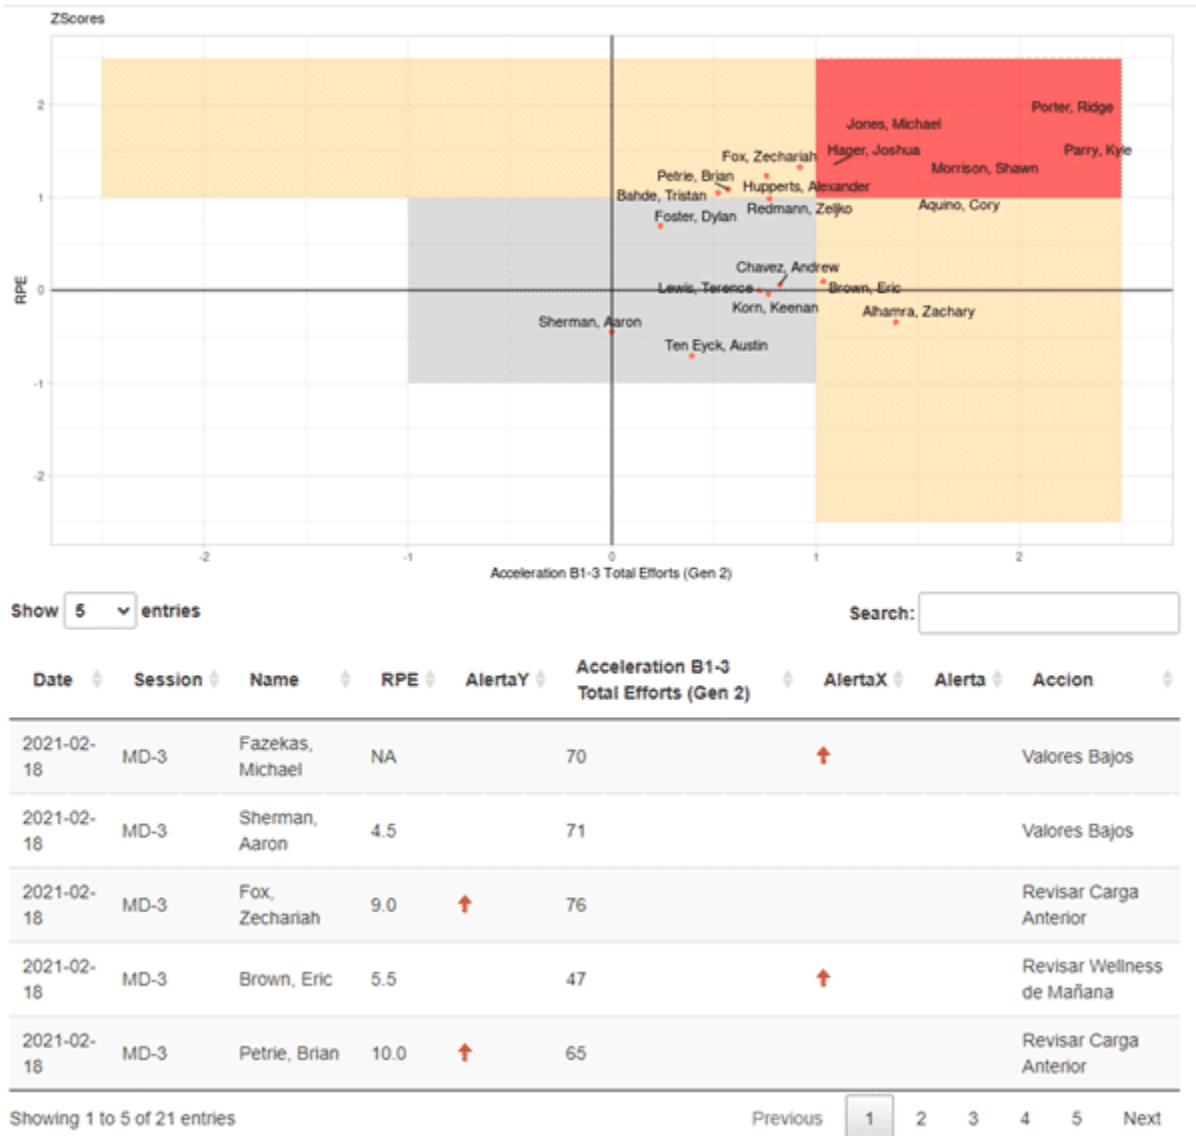 ZScores
2
Porter, Ridge
Jones, Michael
Fox, Zechariah
Hager, Joshua
Parry, Kyle
Petrie, Brian
Morrison, Shawn
Hupperts, Alexander
Bahde, Tristan
1
Redmann, Zeljko
Aquino, Cory
Foster, Dylan
Chavez, Andrew
RPE
0
Lewis, Terence
Brown, Eric
Korn, Keenan
Alhamra, Zachary
Sherman, Aaron
Ten Eyck, Austin
-1
-2
-2 -1 0 1 2
Acceleration B1-3 Total Efforts (Gen 2)
Show 5 entries Search:
Date Session Name RPE AlertaY Acceleration B1-3 Total Efforts (Gen 2) AlertaX Alerta Accion
2021-02-18 MD-3 Fazekas, Michael NA 70 Valores Bajos
2021-02-18 MD-3 Sherman, Aaron 4.5 71 Valores Bajos
2021-02-18 MD-3 Fox, Zechariah 9.0 76 Revisar Carga Anterior
2021-02-18 MD-3 Brown, Eric 5.5 47 Revisar Wellness de Mañana
2021-02-18 MD-3 Petrie, Brian 10.0 65 Revisar Carga Anterior
Showing 1 to 5 of 21 entries Previous 1 2 3 4 5 Next